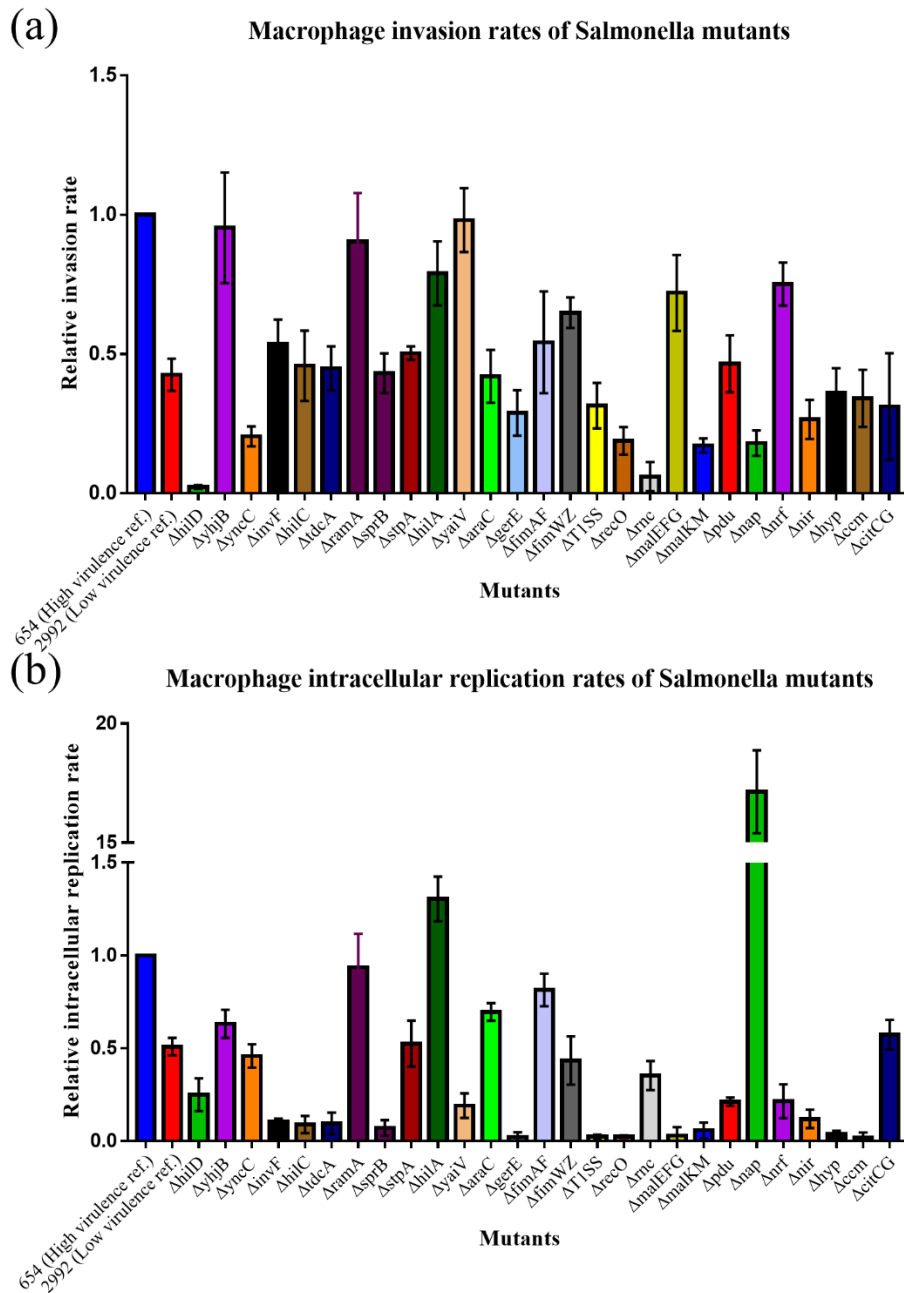 (a)
Macrophage invasion rates of Salmonella mutants
Relative invasion rate
1.5
1.0
0.5
0.0
654 (High virulence ref.)
2992 (Low virulence ref.)
ΔhilD
ΔyhjB
ΔyncC
ΔinvF
ΔhilC
ΔtdcA
ΔramA
ΔsprB
ΔstpA
ΔhilA
ΔyaiV
ΔaraC
ΔgerE
ΔfimAF
ΔfimWZ
ΔT1SS
ΔrecO
Δrnc
ΔmalEFG
ΔmalKM
Δpdu
Δnap
Δnrf
Δnir
Δhyp
Δccm
ΔcitCG
Mutants
(b)
Macrophage intracellular replication rates of Salmonella mutants
Relative intracellular replication rate
20
15
1.5
1.0
0.5
0.0
654 (High virulence ref.)
2992 (Low virulence ref.)
ΔhilD
ΔyhjB
ΔyncC
ΔinvF
ΔhilC
ΔtdcA
ΔramA
ΔsprB
ΔstpA
ΔhilA
ΔyaiV
ΔaraC
ΔgerE
ΔfimAF
ΔfimWZ
ΔT1SS
ΔrecO
Δrnc
ΔmalEFG
ΔmalKM
Δpdu
Δnap
Δnrf
Δnir
Δhyp
Δccm
ΔcitCG
Mutants